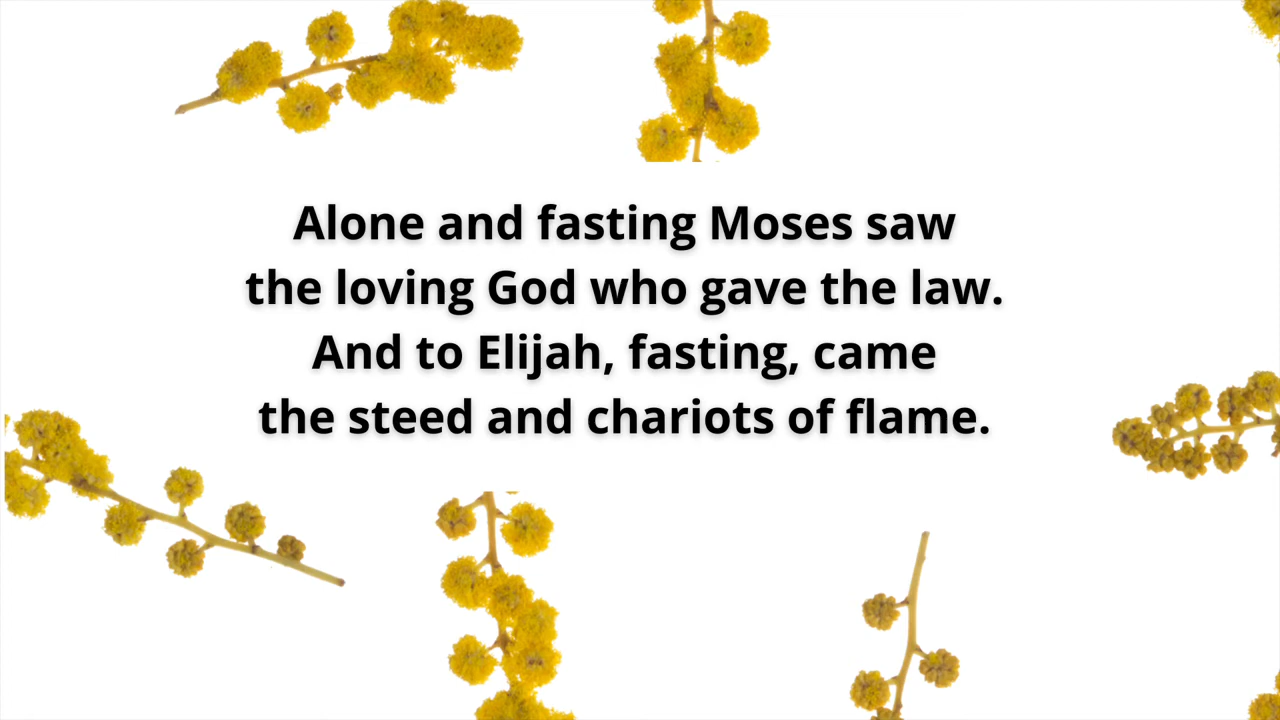 Alone and fasting Moses saw
the loving God who gave the law.
And to Elijah, fasting, came
the steed and chariots of flame.